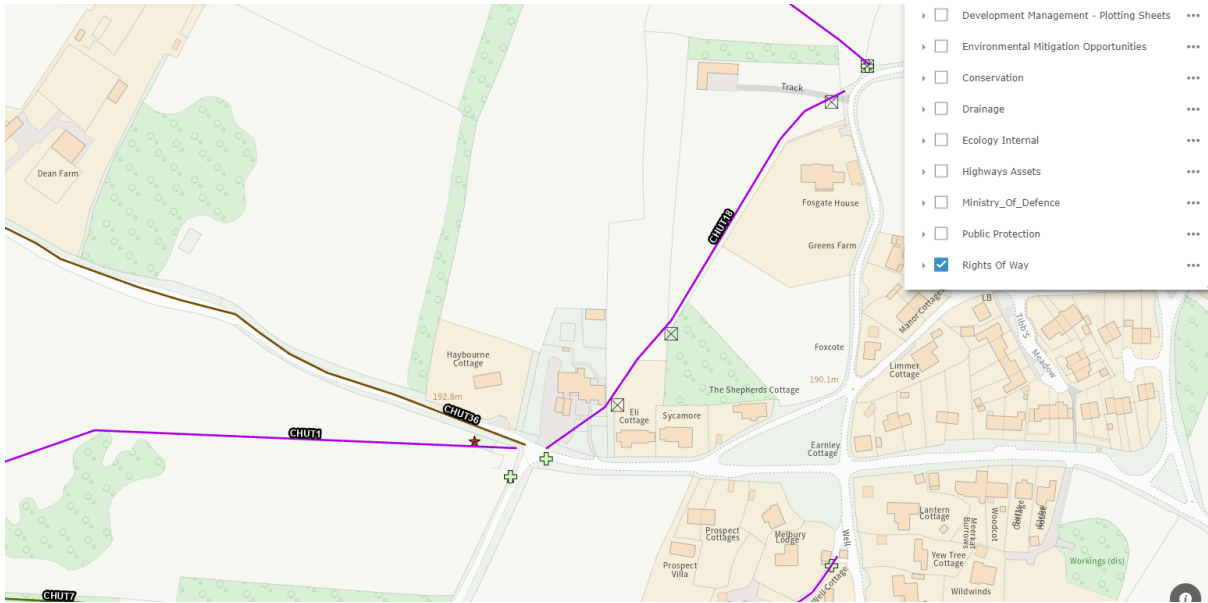 Development Management - Plotting Sheets
Environmental Mitigation Opportunities
Conservation
Drainage
Ecology Internal
Highways Assets
Ministry_Of_Defence
Public Protection
Rights Of Way
Track
Dean Farm
Fosgate House
CHUT18
Greens Farm
LB
Manor Cottages
Tibb'S
Meadow
Foxcote
Haybourne
Cottage
Limmer
Cottage
190.1m
The Shepherds Cottage
192.8m
CHUT36
Eli
Cottage
Sycamore
CHUT1
Earnley
Cottage
Lantern
Cottage
Meerkat
Burrows
Woodcot
Prospect
Cottages
Melbury
Lodge
Well
Yew Tree
Cottage
Workings (dis)
Prospect
Villa
Well Cottage
Wildwinds
CHUT7